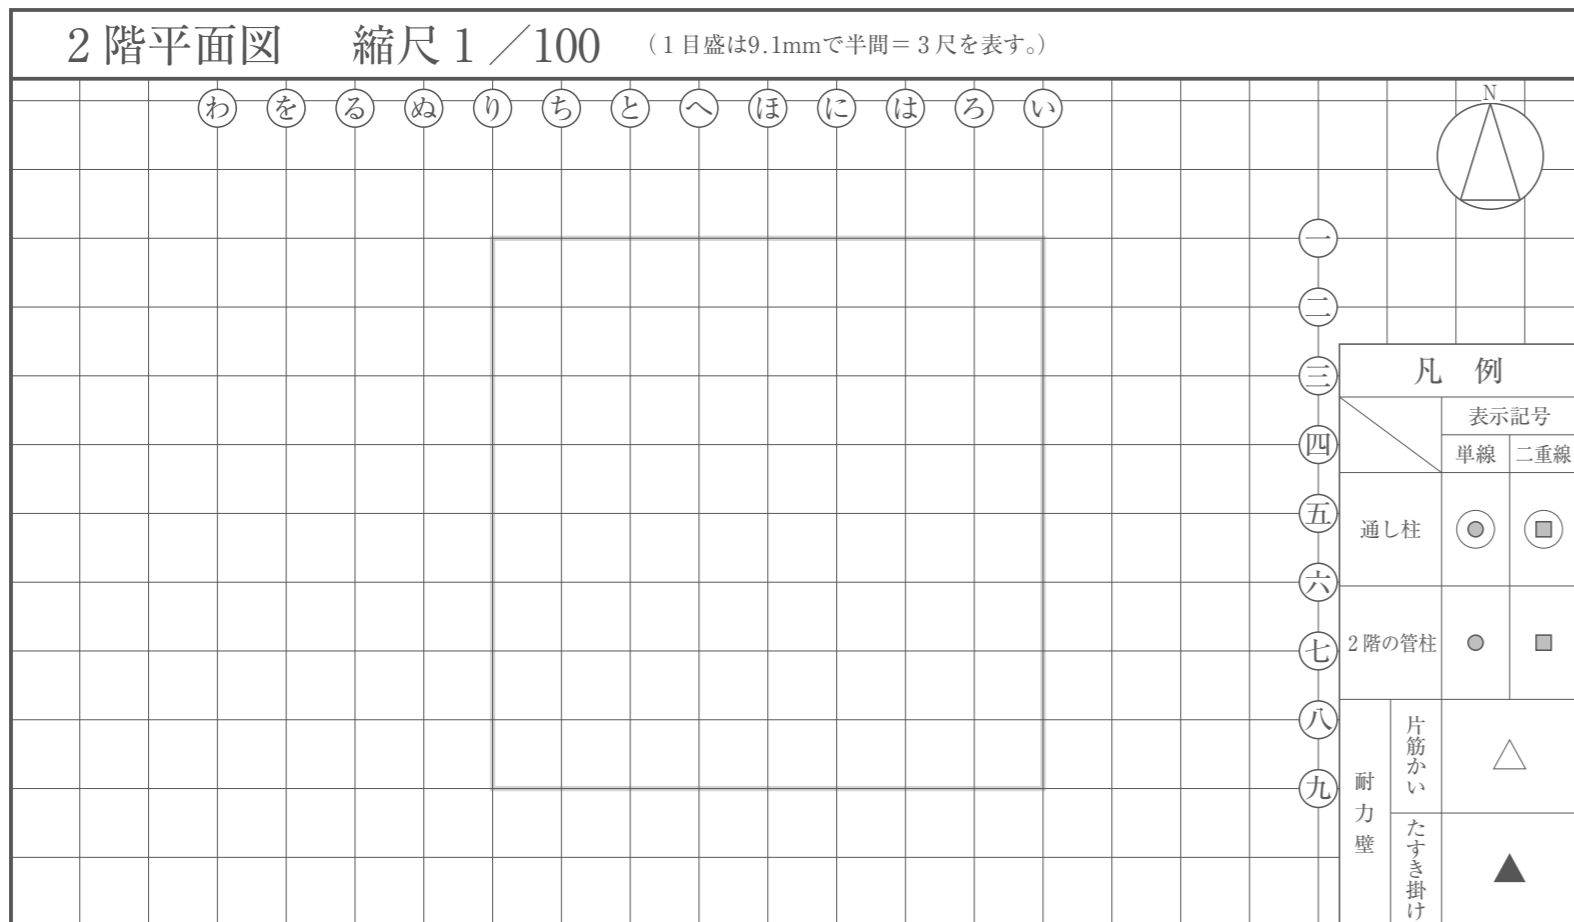 2階平面図 縮尺1/100 (1目盛は9.1mmで半間=3尺を表す。)
わ を る ぬ り ち と へ ほ に は ろ い
N
一
二
三
四
五
六
七
八
九
凡例
表示記号
単線 二重線
通し柱
2階の管柱
耐力壁
片筋かい
たすき掛け